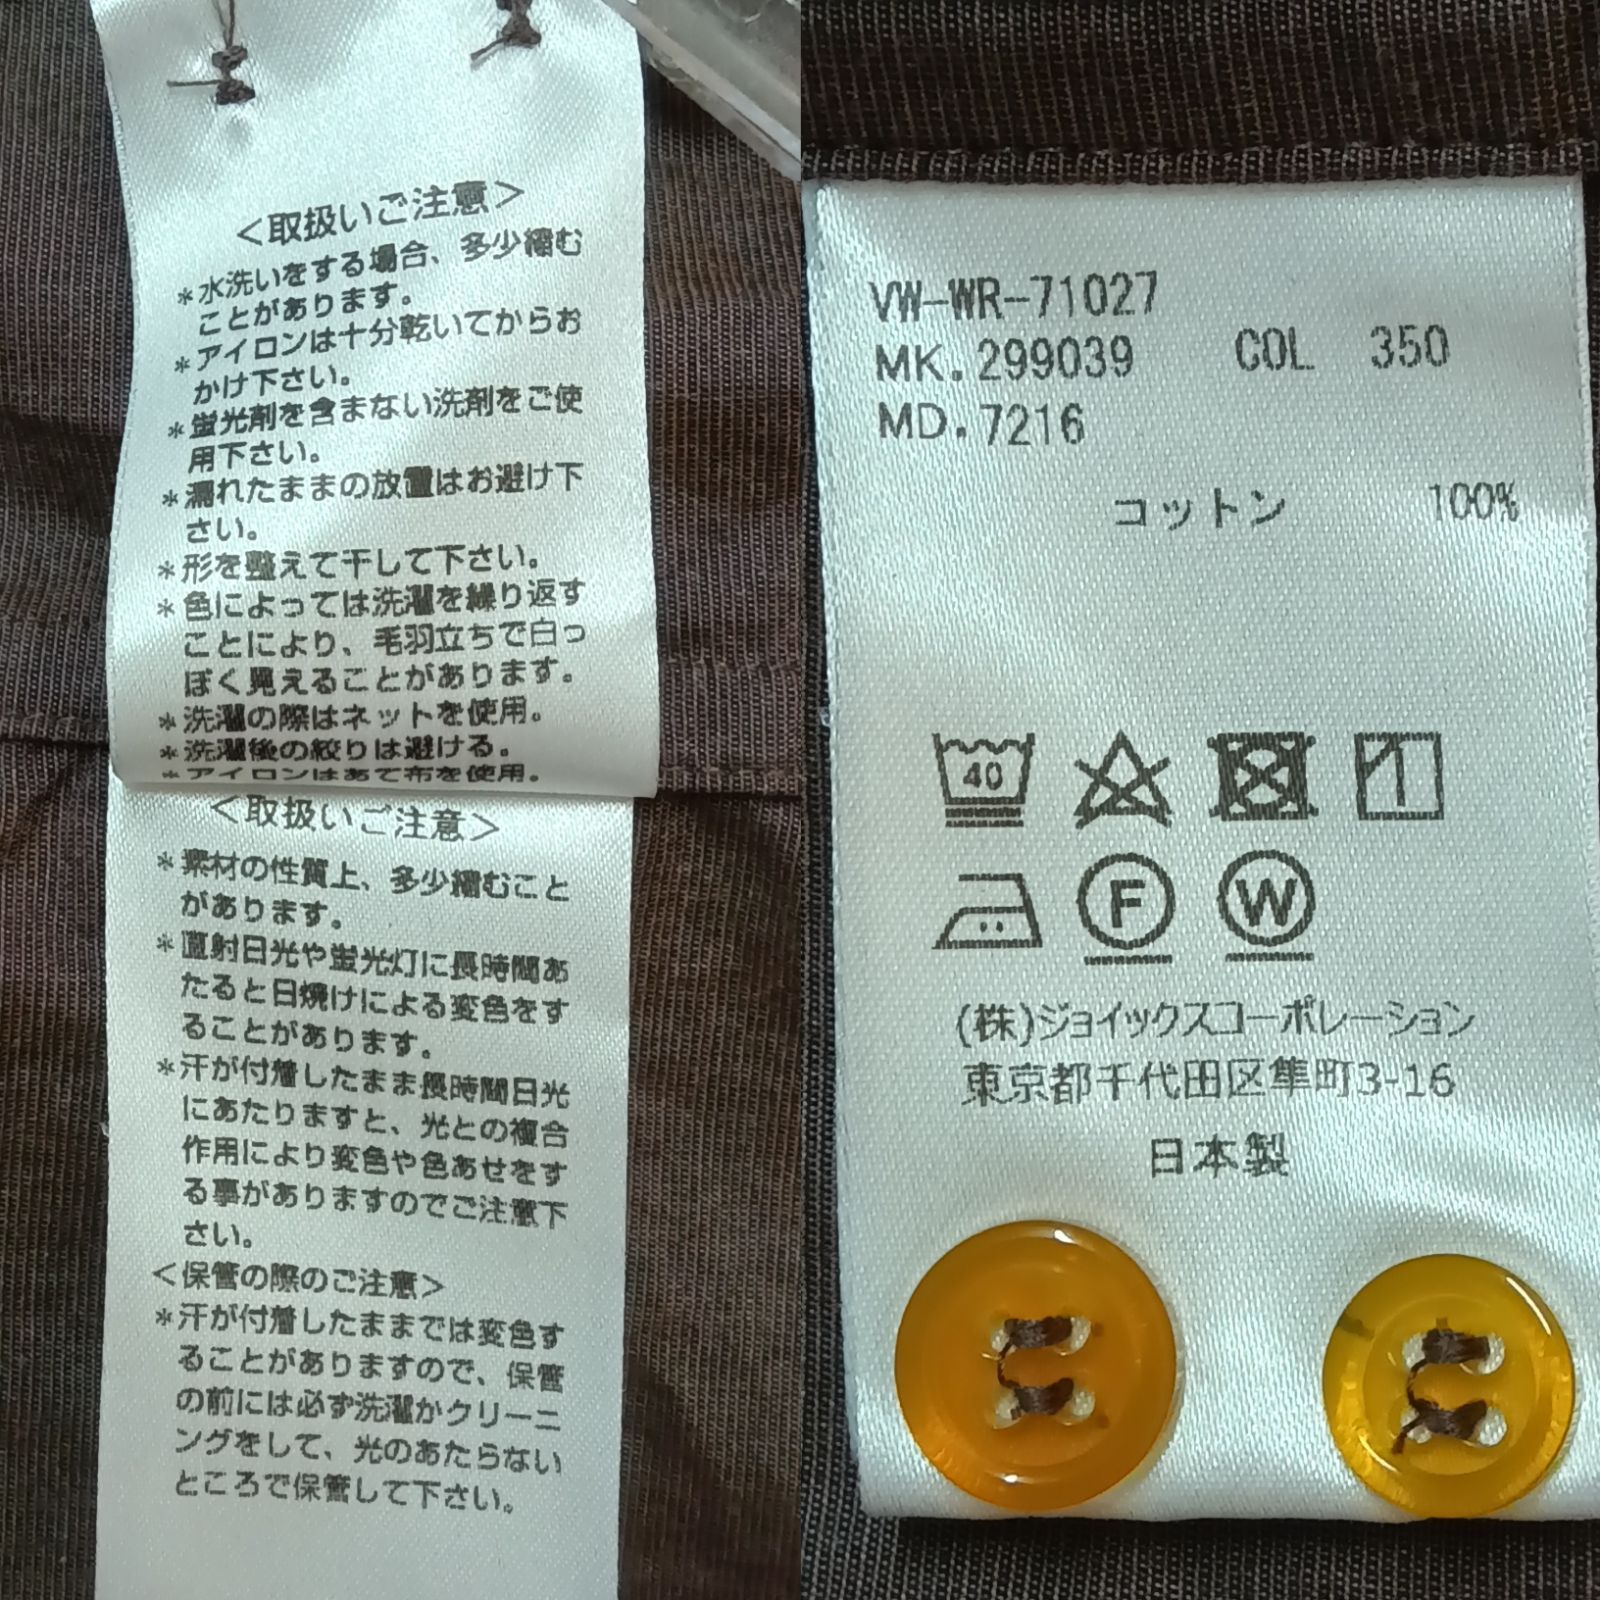 ＜取扱いご注意＞
＊水洗いをする場合、多少縮む
ことがあります。
＊アイロンは十分乾いてからお
かけ下さい。
＊蛍光剤を含まない洗剤をご使
用下さい。
＊濡れたままの放置はお避け下
さい。
＊形を整えて干して下さい。
＊色によっては洗濯を繰り返す
ことにより、毛羽立ちで白っ
ぽく見えることがあります。
＊洗濯の際はネットを使用。
＊洗濯後の絞りは避ける。
＊アイロンはあて布を使用。
＜取扱いご注意＞
＊素材の性質上、多少縮むこと
があります。
＊直射日光や蛍光灯に長時間あ
たると日焼けによる変色をす
ることがあります。
＊汗が付着したまま長時間日光
にあたりますと、光との複合
作用により変色や色あせをす
る事がありますのでご注意下
さい。
＜保管の際のご注意＞
＊汗が付着したままでは変色す
ることがありますので、保管
の前には必ず洗濯かクリーニ
ングをして、光のあたらない
ところで保管して下さい。
VW-WR-71027
MK.299039 COL 350
MD.7216
コットン 100%
40
F W
(株)ジョイックスコーポレーション
東京都千代田区隼町3-16
日本製